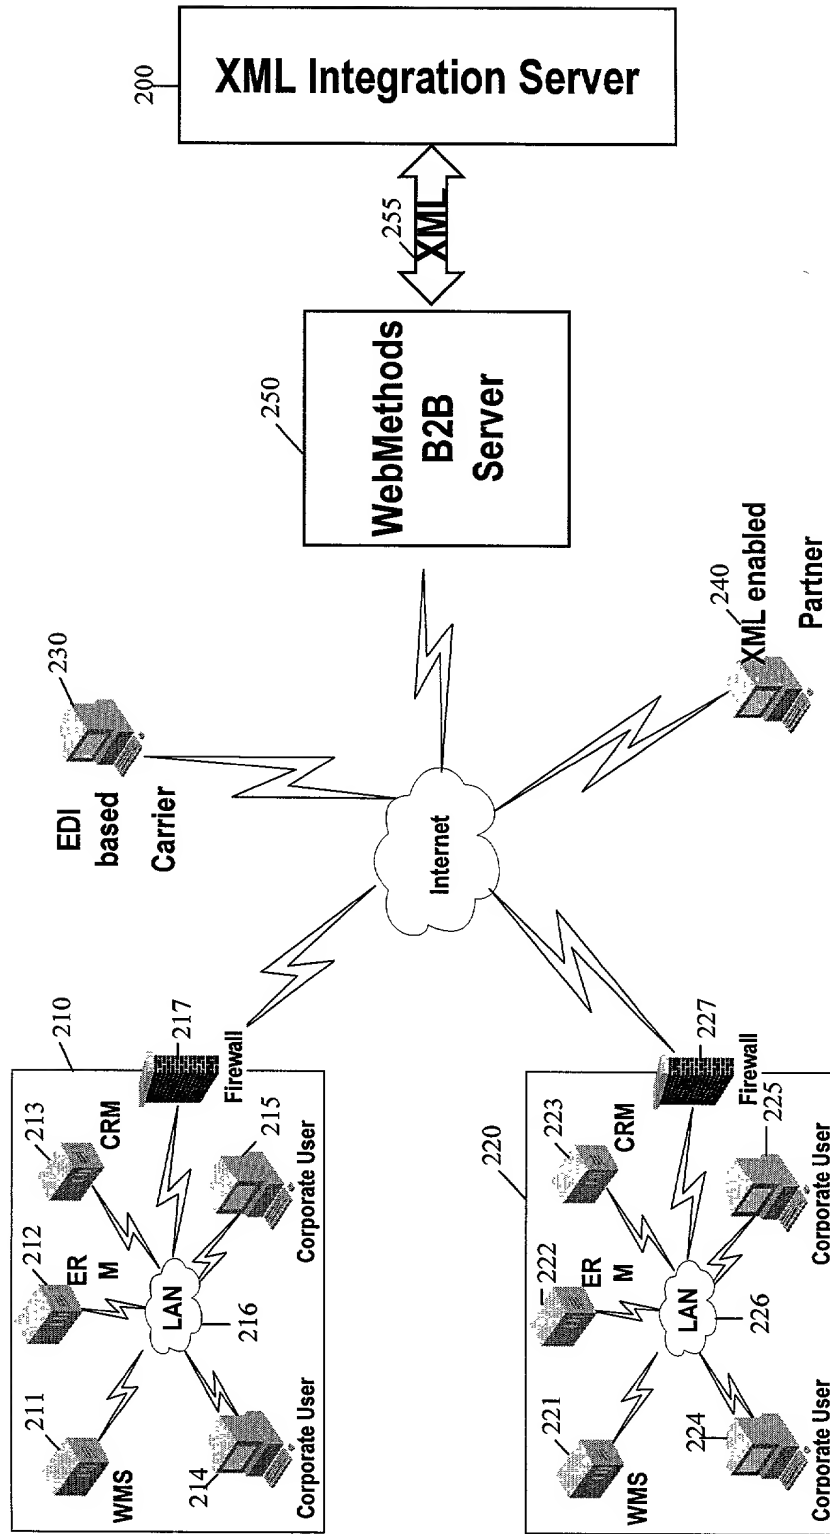 210
211
WMS
212
ER
M
213
CRM
LAN
216
214
Corporate User
215
Corporate User
217
Firewall
EDI
based
Carrier
230
Internet
250
WebMethods
B2B
Server
255
XML
200
XML Integration Server
220
221
WMS
222
ER
M
223
CRM
LAN
226
224
Corporate User
225
Corporate User
227
Firewall
240
XML enabled
Partner